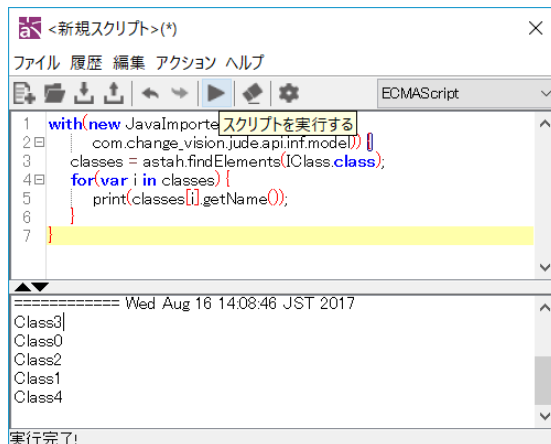 <新規スクリプト>(*)
ファイル 履歴 編集 アクション ヘルプ
ECMAScript
スクリプトを実行する
1 with(new JavaImporte
2 com.change_vision.jude.api.inf.model)) {
3 classes = astah.findElements(IClass.class);
4 for(var i in classes) {
5 print(classes[i].getName());
6 }
7 }
============ Wed Aug 16 14:08:46 JST 2017
Class3
Class0
Class2
Class1
Class4
実行完了!